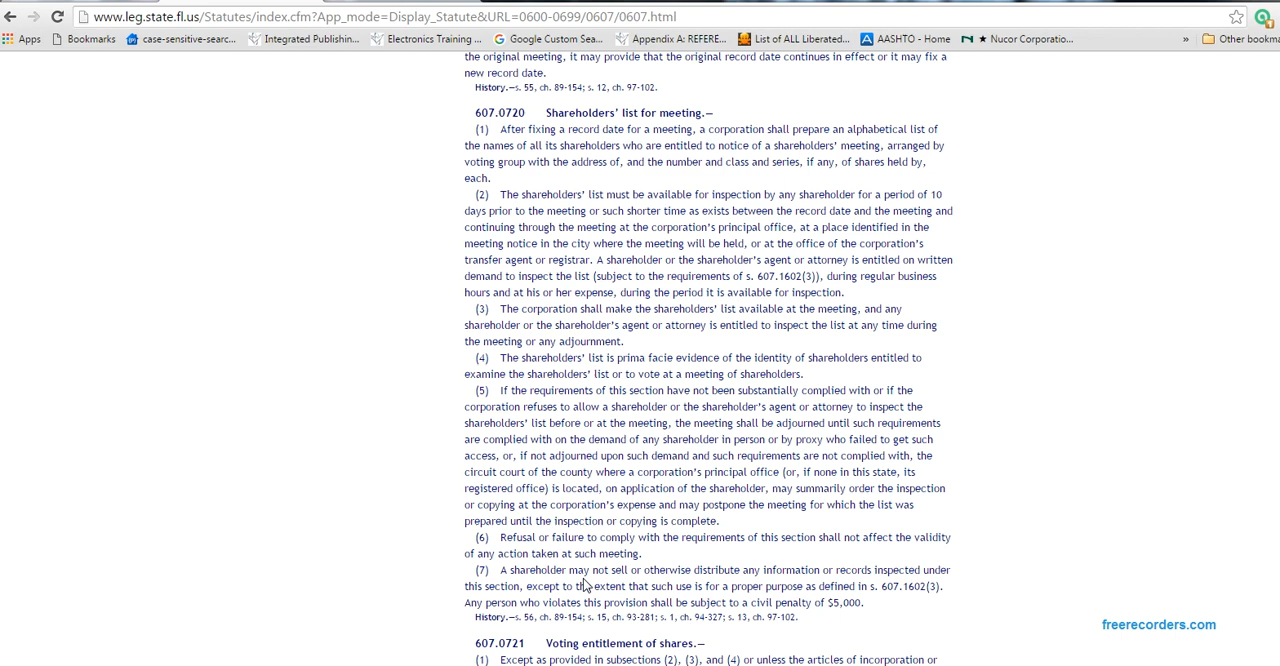 www.leg.state.fl.us/Statutes/index.cfm?App_mode=Display_Statute&URL=0600-0699/0607/0607.html
Apps Bookmarks case-sensitive-searc... Integrated Publishin... Electronics Training ... Google Custom Sea... Appendix A: REFERE... List of ALL Liberated... AASHTO - Home ★ Nucor Corporatio... » Other bookma
the original meeting, it may provide that the original record date continues in effect or it may fix a
new record date.
History.—s. 55, ch. 89-154; s. 12, ch. 97-102.
607.0720 Shareholders' list for meeting.—
(1) After fixing a record date for a meeting, a corporation shall prepare an alphabetical list of
the names of all its shareholders who are entitled to notice of a shareholders' meeting, arranged by
voting group with the address of, and the number and class and series, if any, of shares held by,
each.
(2) The shareholders' list must be available for inspection by any shareholder for a period of 10
days prior to the meeting or such shorter time as exists between the record date and the meeting and
continuing through the meeting at the corporation's principal office, at a place identified in the
meeting notice in the city where the meeting will be held, or at the office of the corporation's
transfer agent or registrar. A shareholder or the shareholder's agent or attorney is entitled on written
demand to inspect the list (subject to the requirements of s. 607.1602(3)), during regular business
hours and at his or her expense, during the period it is available for inspection.
(3) The corporation shall make the shareholders' list available at the meeting, and any
shareholder or the shareholder's agent or attorney is entitled to inspect the list at any time during
the meeting or any adjournment.
(4) The shareholders' list is prima facie evidence of the identity of shareholders entitled to
examine the shareholders' list or to vote at a meeting of shareholders.
(5) If the requirements of this section have not been substantially complied with or if the
corporation refuses to allow a shareholder or the shareholder's agent or attorney to inspect the
shareholders' list before or at the meeting, the meeting shall be adjourned until such requirements
are complied with on the demand of any shareholder in person or by proxy who failed to get such
access, or, if not adjourned upon such demand and such requirements are not complied with, the
circuit court of the county where a corporation's principal office (or, if none in this state, its
registered office) is located, on application of the shareholder, may summarily order the inspection
or copying at the corporation's expense and may postpone the meeting for which the list was
prepared until the inspection or copying is complete.
(6) Refusal or failure to comply with the requirements of this section shall not affect the validity
of any action taken at such meeting.
(7) A shareholder may not sell or otherwise distribute any information or records inspected under
this section, except to the extent that such use is for a proper purpose as defined in s. 607.1602(3).
Any person who violates this provision shall be subject to a civil penalty of $5,000.
History.—s. 56, ch. 89-154; s. 15, ch. 93-281; s. 1, ch. 94-327; s. 13, ch. 97-102.
freerecorders.com
607.0721 Voting entitlement of shares.—
(1) Except as provided in subsections (2), (3), and (4) or unless the articles of incorporation or